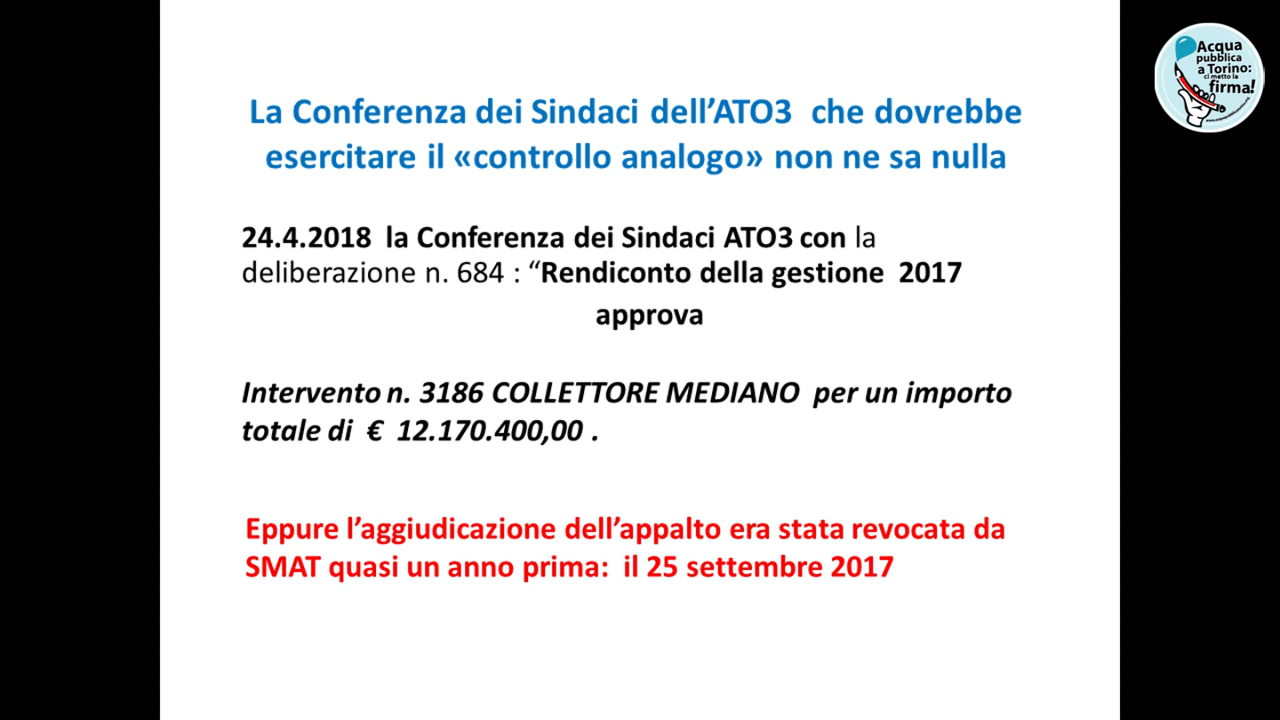 Acqua
pubblica
a Torino:
ci metto la
firma!
La Conferenza dei Sindaci dell’ATO3 che dovrebbe
esercitare il «controllo analogo» non ne sa nulla
24.4.2018 la Conferenza dei Sindaci ATO3 con la
deliberazione n. 684 : “Rendiconto della gestione 2017
approva
Intervento n. 3186 COLLETTORE MEDIANO per un importo
totale di € 12.170.400,00 .
Eppure l’aggiudicazione dell’appalto era stata revocata da
SMAT quasi un anno prima: il 25 settembre 2017